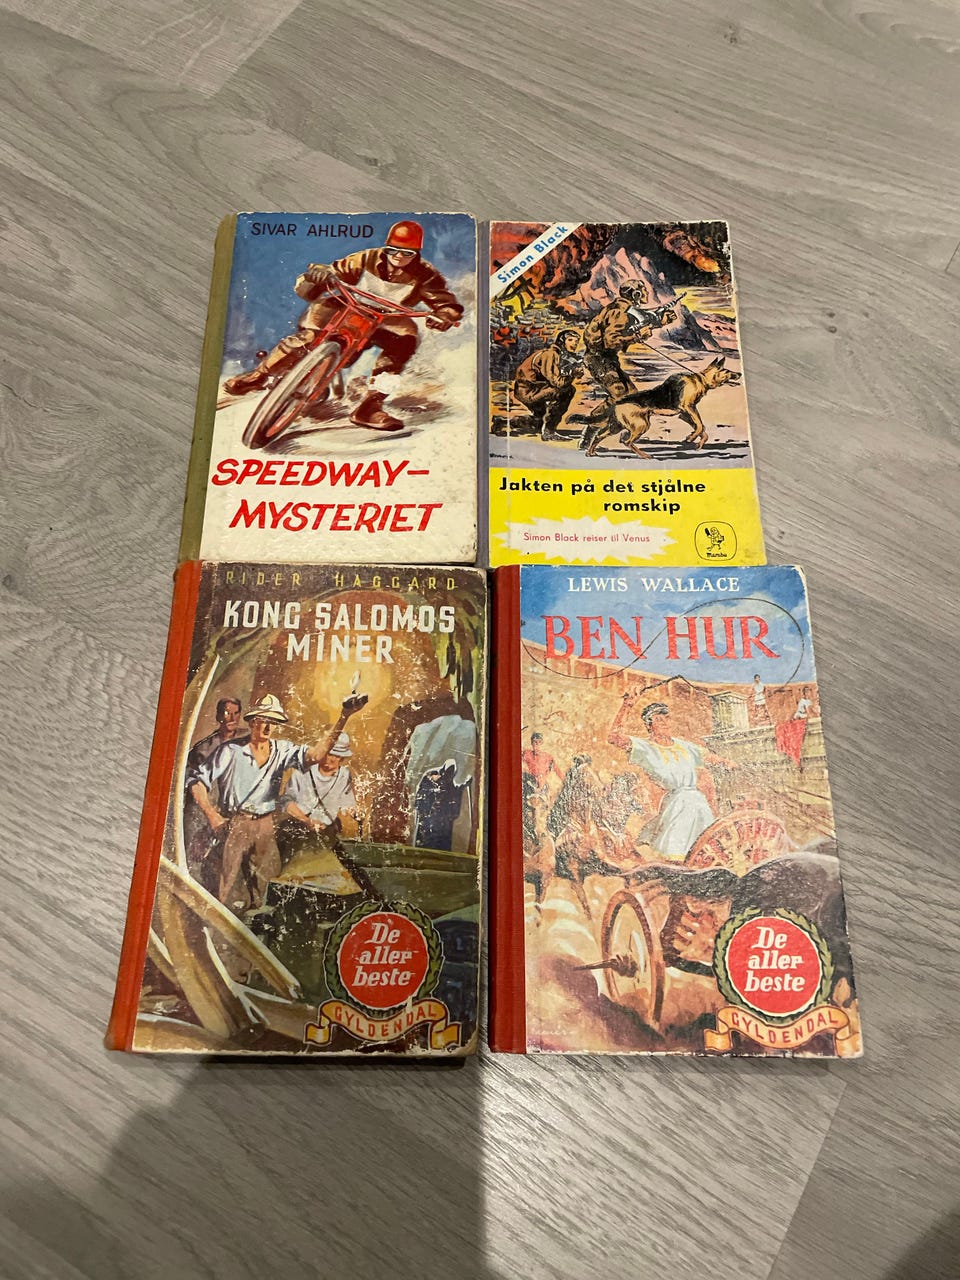 SIVAR AHLRUD
SPEEDWAY-
MYSTERIET
Simon Black
Jakten på det stjålne
romskip
Simon Black reiser til Venus
Mambo
RIDER HAGGARD
KONG SALOMOS
MINER
De
aller
beste
GYLDENDAL
LEWIS WALLACE
BEN HUR
De
aller
beste
GYLDENDAL